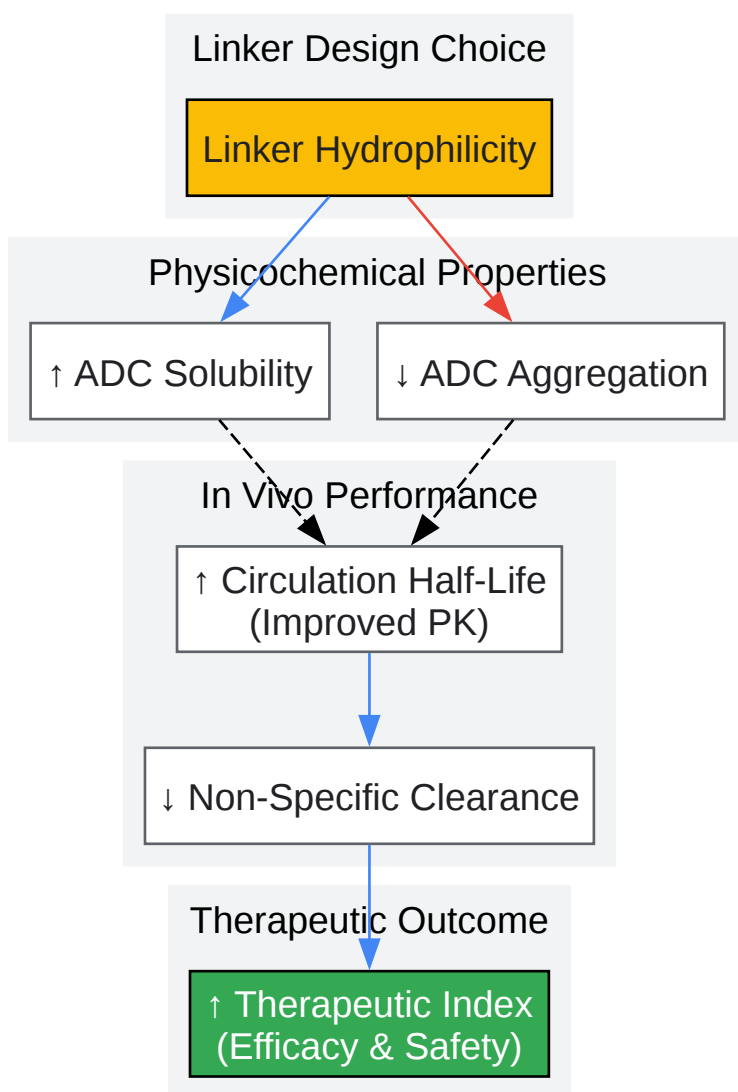 Linker Design Choice
Linker Hydrophilicity
Physicochemical Properties
↑ ADC Solubility
↓ ADC Aggregation
In Vivo Performance
↑ Circulation Half-Life
(Improved PK)
↓ Non-Specific Clearance
Therapeutic Outcome
↑ Therapeutic Index
(Efficacy & Safety)